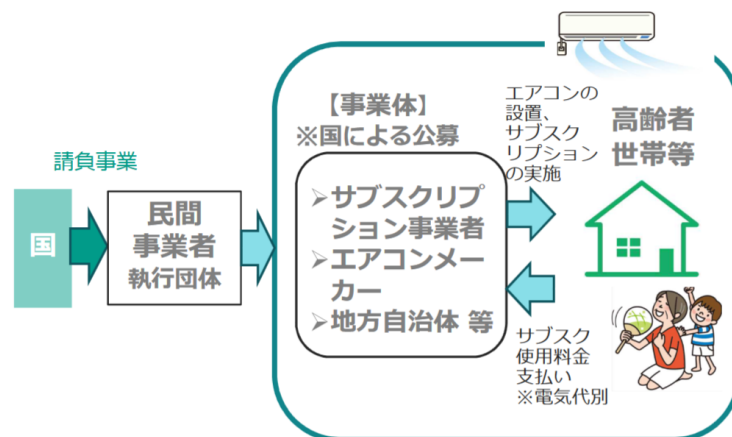 請負事業
国
民間
事業者
執行団体
【事業体】
※国による公募
➢サブスクリプ
ション事業者
➢エアコンメー
カー
➢地方自治体 等
エアコンの
設置、
サブスク
リプション
の実施
高齢者
世帯等
サブスク
使用料金
支払い
※電気代別